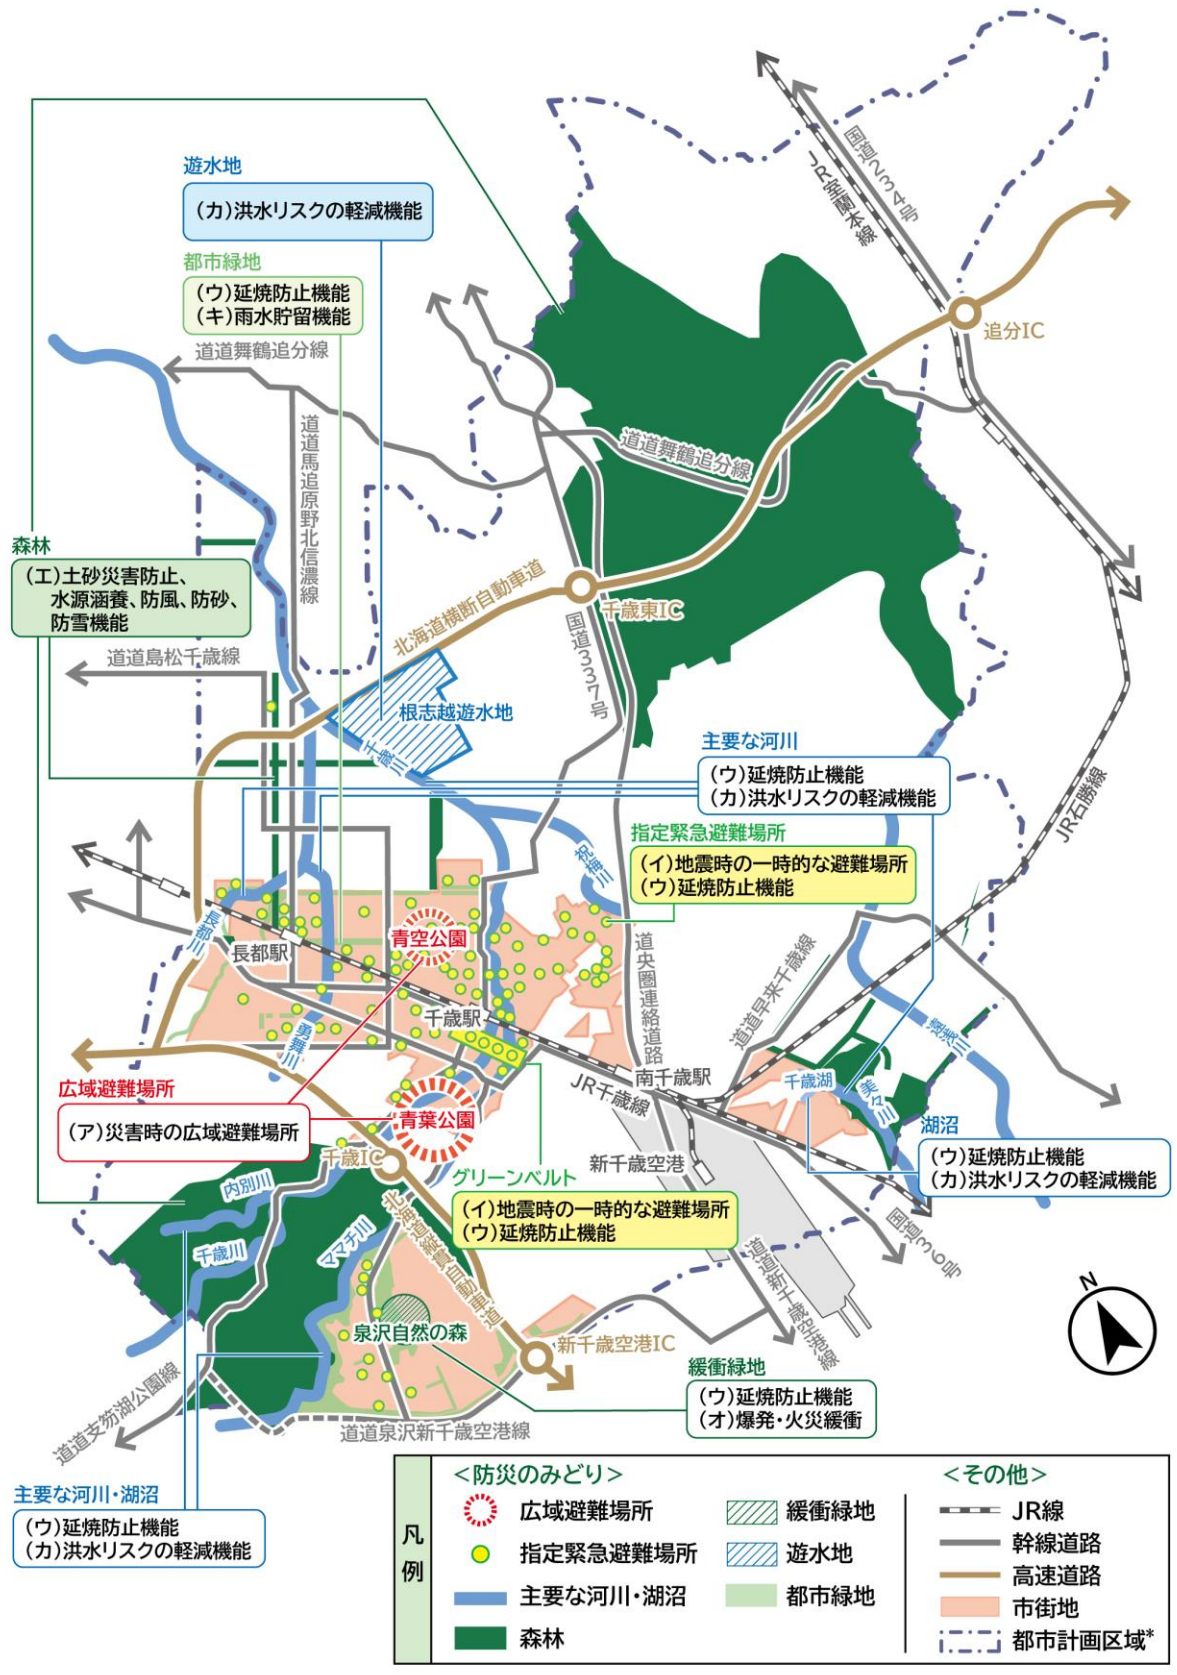 遊水地
(カ)洪水リスクの軽減機能
都市緑地
(ウ)延焼防止機能
(キ)雨水貯留機能
道道舞鶴追分線
道道馬追原野北信濃線
国道234号
JR室蘭本線
追分IC
道道舞鶴追分線
森林
(エ)土砂災害防止、
水源涵養、防風、防砂、
防雪機能
道道島松千歳線
北海道横断自動車道
千歳東IC
国道337号
根志越遊水地
千歳川
主要な河川
(ウ)延焼防止機能
(カ)洪水リスクの軽減機能
JR石勝線
指定緊急避難場所
(イ)地震時の一時的な避難場所
(ウ)延焼防止機能
祝梅川
長都川
長都駅
青空公園
道央圏連絡道路
道道早来千歳線
千歳駅
勇舞川
遠浅川
南千歳駅
JR千歳線
千歳湖
美々川
広域避難場所
(ア)災害時の広域避難場所
青葉公園
千歳IC
新千歳空港
湖沼
(ウ)延焼防止機能
(カ)洪水リスクの軽減機能
グリーンベルト
(イ)地震時の一時的な避難場所
(ウ)延焼防止機能
内別川
千歳川
ママチ川
北海道縦貫自動車道
国道36号
道道新千歳空港線
泉沢自然の森
新千歳空港IC
N
緩衝緑地
(ウ)延焼防止機能
(オ)爆発・火災緩衝
道道支笏湖公園線
道道泉沢新千歳空港線
主要な河川・湖沼
(ウ)延焼防止機能
(カ)洪水リスクの軽減機能
凡例
<防災のみどり>
広域避難場所
指定緊急避難場所
主要な河川・湖沼
森林
緩衝緑地
遊水地
都市緑地
<その他>
JR線
幹線道路
高速道路
市街地
都市計画区域*